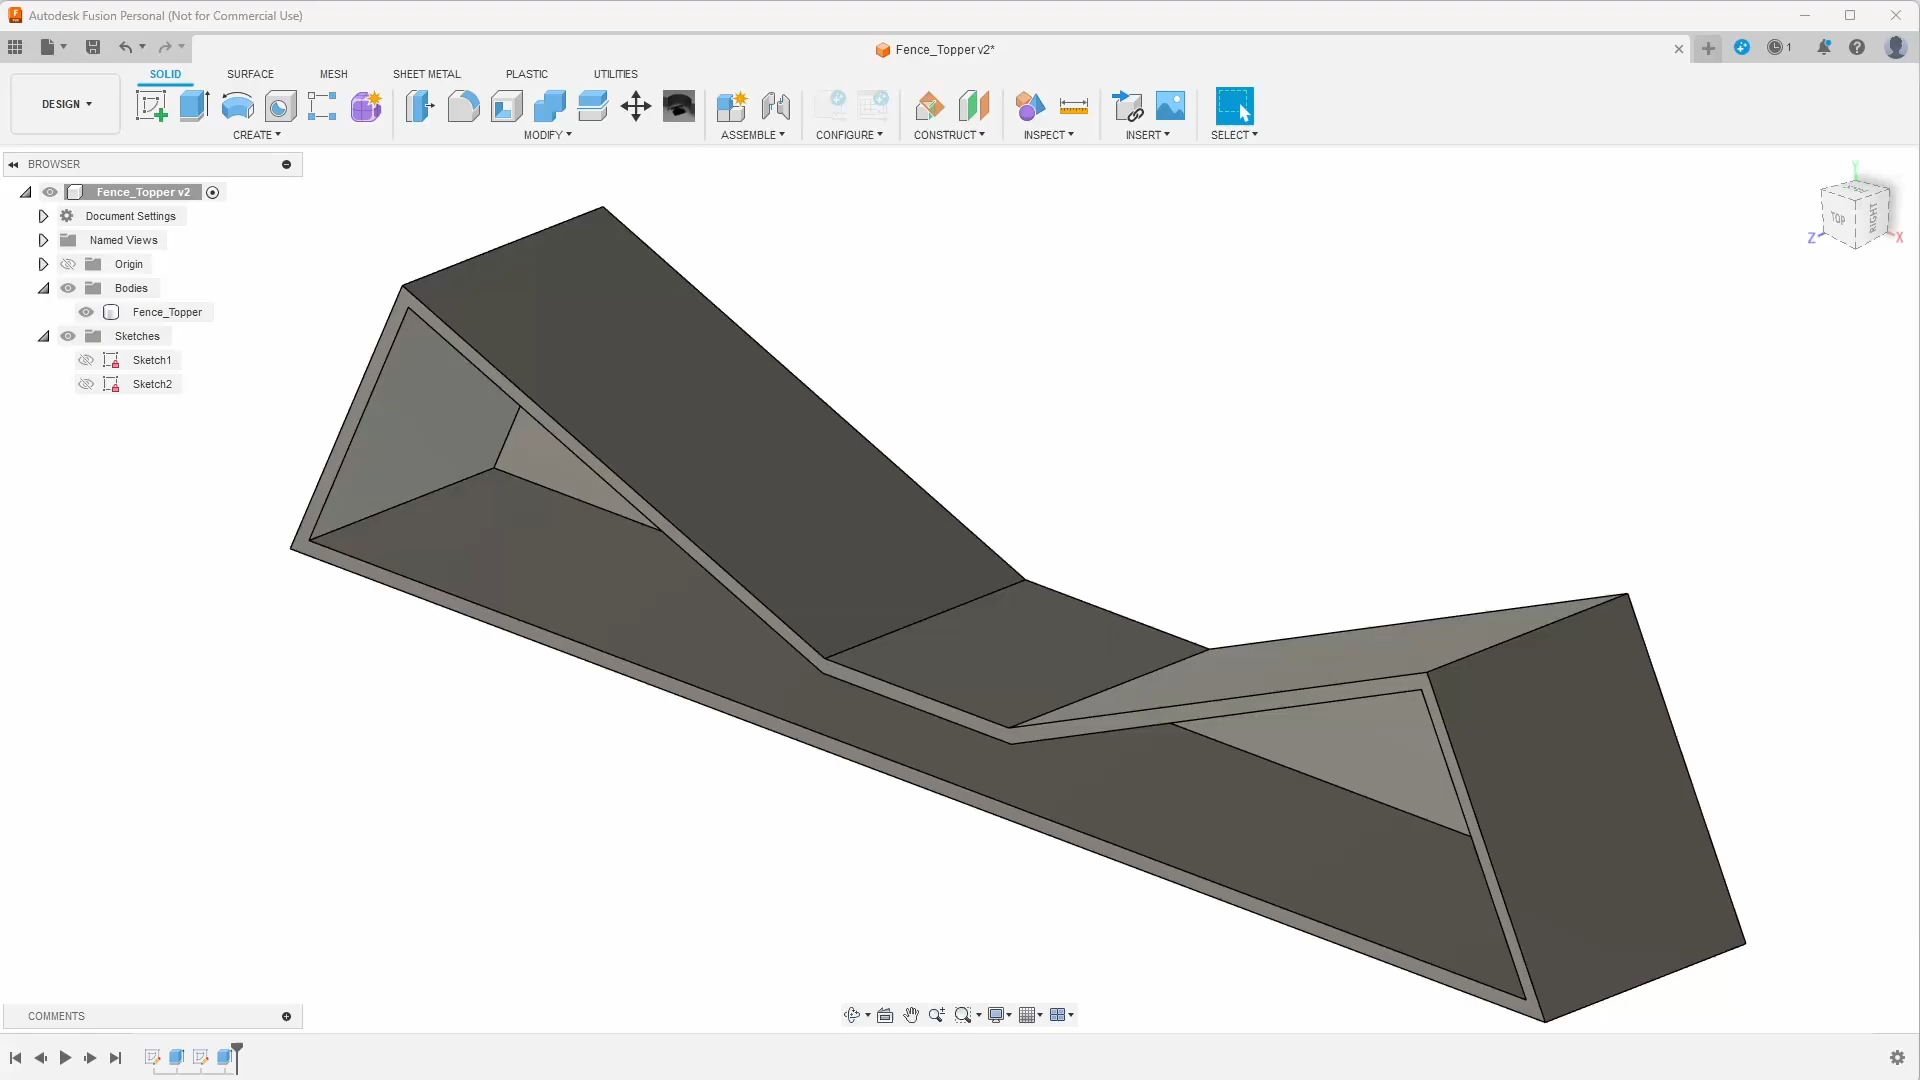 Autodesk Fusion Personal (Not for Commercial Use)
Fence_Topper v2*
1
DESIGN
SOLID SURFACE MESH SHEET METAL PLASTIC UTILITIES
CREATE MODIFY ASSEMBLE CONFIGURE CONSTRUCT INSPECT INSERT SELECT
BROWSER
Fence_Topper v2
Document Settings
Named Views
Origin
Bodies
Fence_Topper
Sketches
Sketch1
Sketch2
Y
TOP
RIGHT
Z
X
COMMENTS